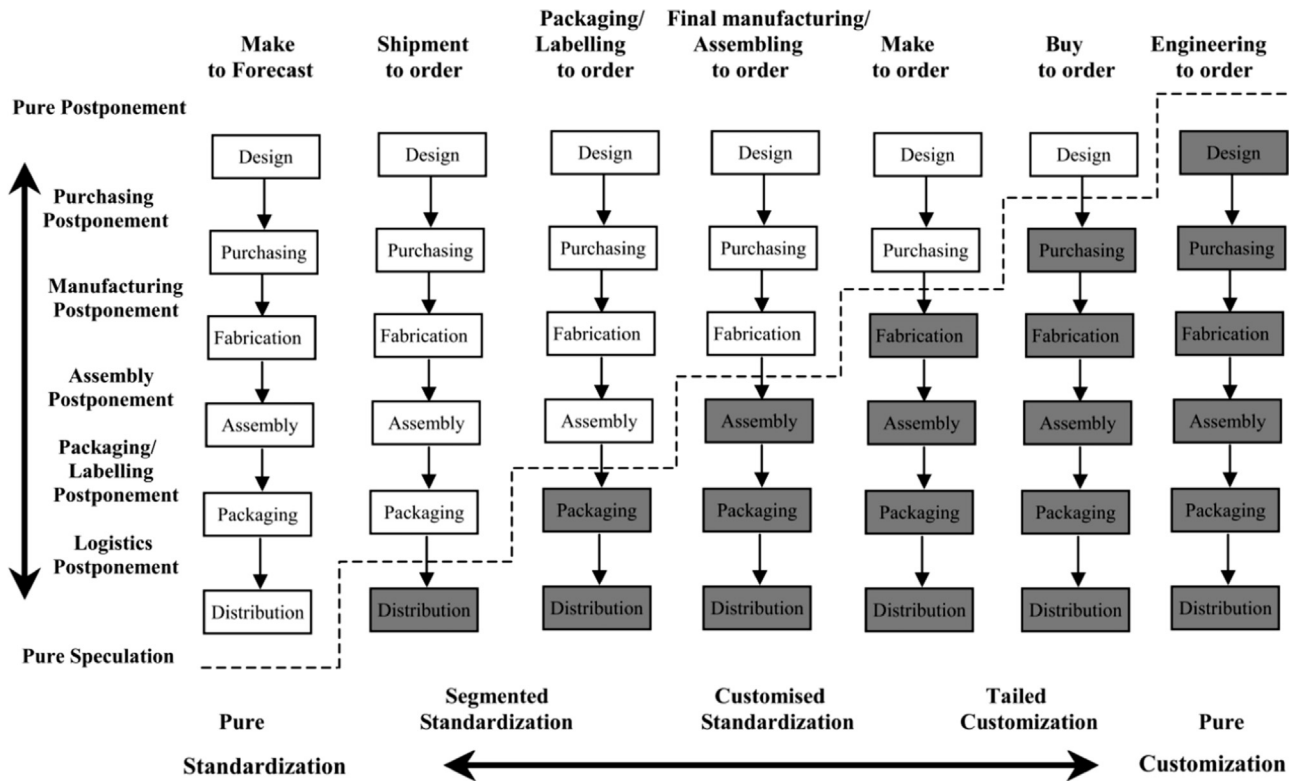 Packaging/ Final manufacturing/
Make Shipment Labelling Assembling Make Buy Engineering
to Forecast to order to order to order to order to order to order
Pure Postponement
Design Design Design Design Design Design Design
Purchasing
Postponement
Purchasing Purchasing Purchasing Purchasing Purchasing Purchasing Purchasing
Manufacturing
Postponement
Fabrication Fabrication Fabrication Fabrication Fabrication Fabrication Fabrication
Assembly
Postponement
Assembly Assembly Assembly Assembly Assembly Assembly Assembly
Packaging/
Labelling
Postponement
Packaging Packaging Packaging Packaging Packaging Packaging Packaging
Logistics
Postponement
Distribution Distribution Distribution Distribution Distribution Distribution Distribution
Pure Speculation
Segmented Customised Tailed
Pure Standardization Standardization Customization Pure
Standardization Customization